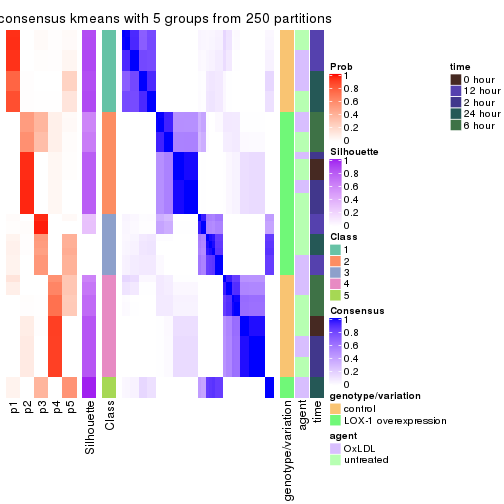 consensus kmeans with 5 groups from 250 partitions
Prob
1
0.8
0.6
0.4
0.2
0
Silhouette
1
0.8
0.6
0.4
0.2
0
Class
1
2
3
4
5
Consensus
1
0.8
0.6
0.4
0.2
0
genotype/variation
control
LOX-1 overexpression
agent
OxLDL
untreated
time
0 hour
12 hour
2 hour
24 hour
6 hour
p1
p2
p3
p4
p5
Silhouette
Class
genotype/variation
agent
time